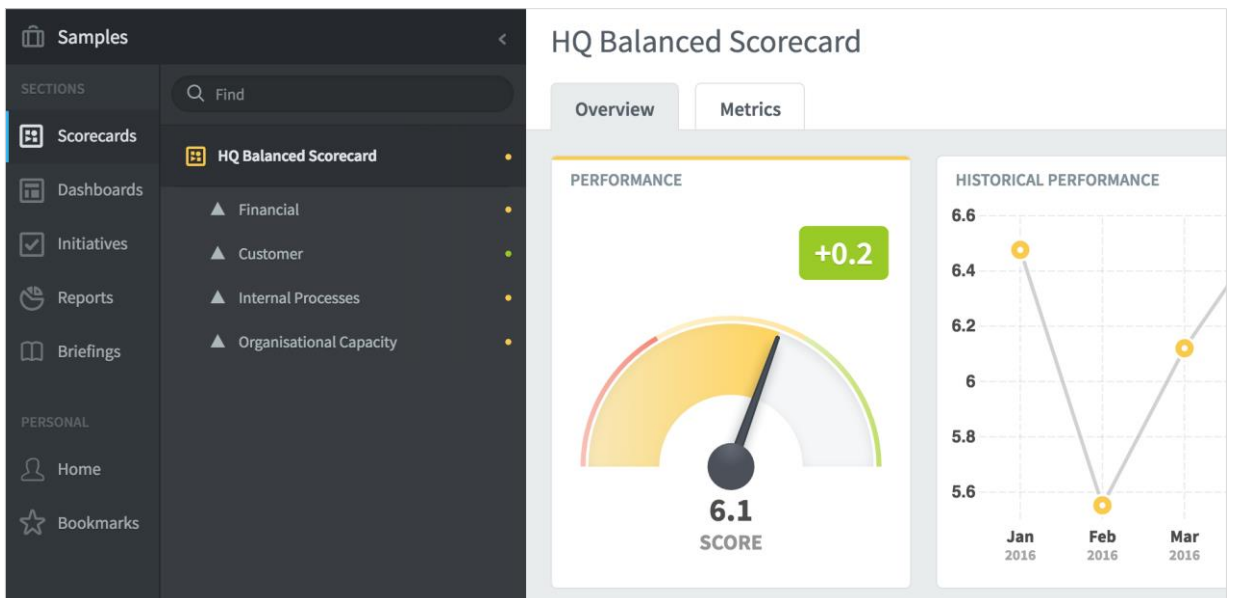 Samples
SECTIONS
Scorecards
Dashboards
Initiatives
Reports
Briefings
PERSONAL
Home
Bookmarks
Find
HQ Balanced Scorecard
Financial
Customer
Internal Processes
Organisational Capacity
HQ Balanced Scorecard
Overview Metrics
PERFORMANCE
+0.2
6.1
SCORE
HISTORICAL PERFORMANCE
6.6
6.4
6.2
6
5.8
5.6
Jan Feb Mar
2016 2016 2016